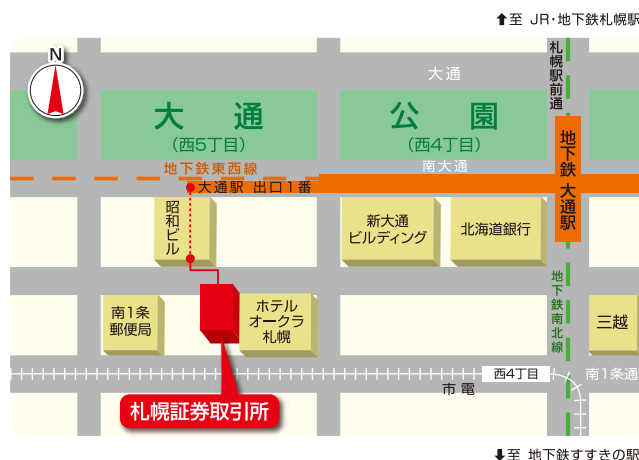 ⬆至 JR・地下鉄札幌駅
N
大通
札幌駅前通
大通
公園
(西5丁目)
(西4丁目)
地下鉄東西線
南大通
地下鉄 大通駅
大通駅 出口1番
昭和ビル
新大通
ビルディング
北海道銀行
地下鉄南北線
南1条
郵便局
ホテル
オークラ
札幌
三越
西4丁目
南1条通
市電
札幌証券取引所
⬇至 地下鉄すすきの駅